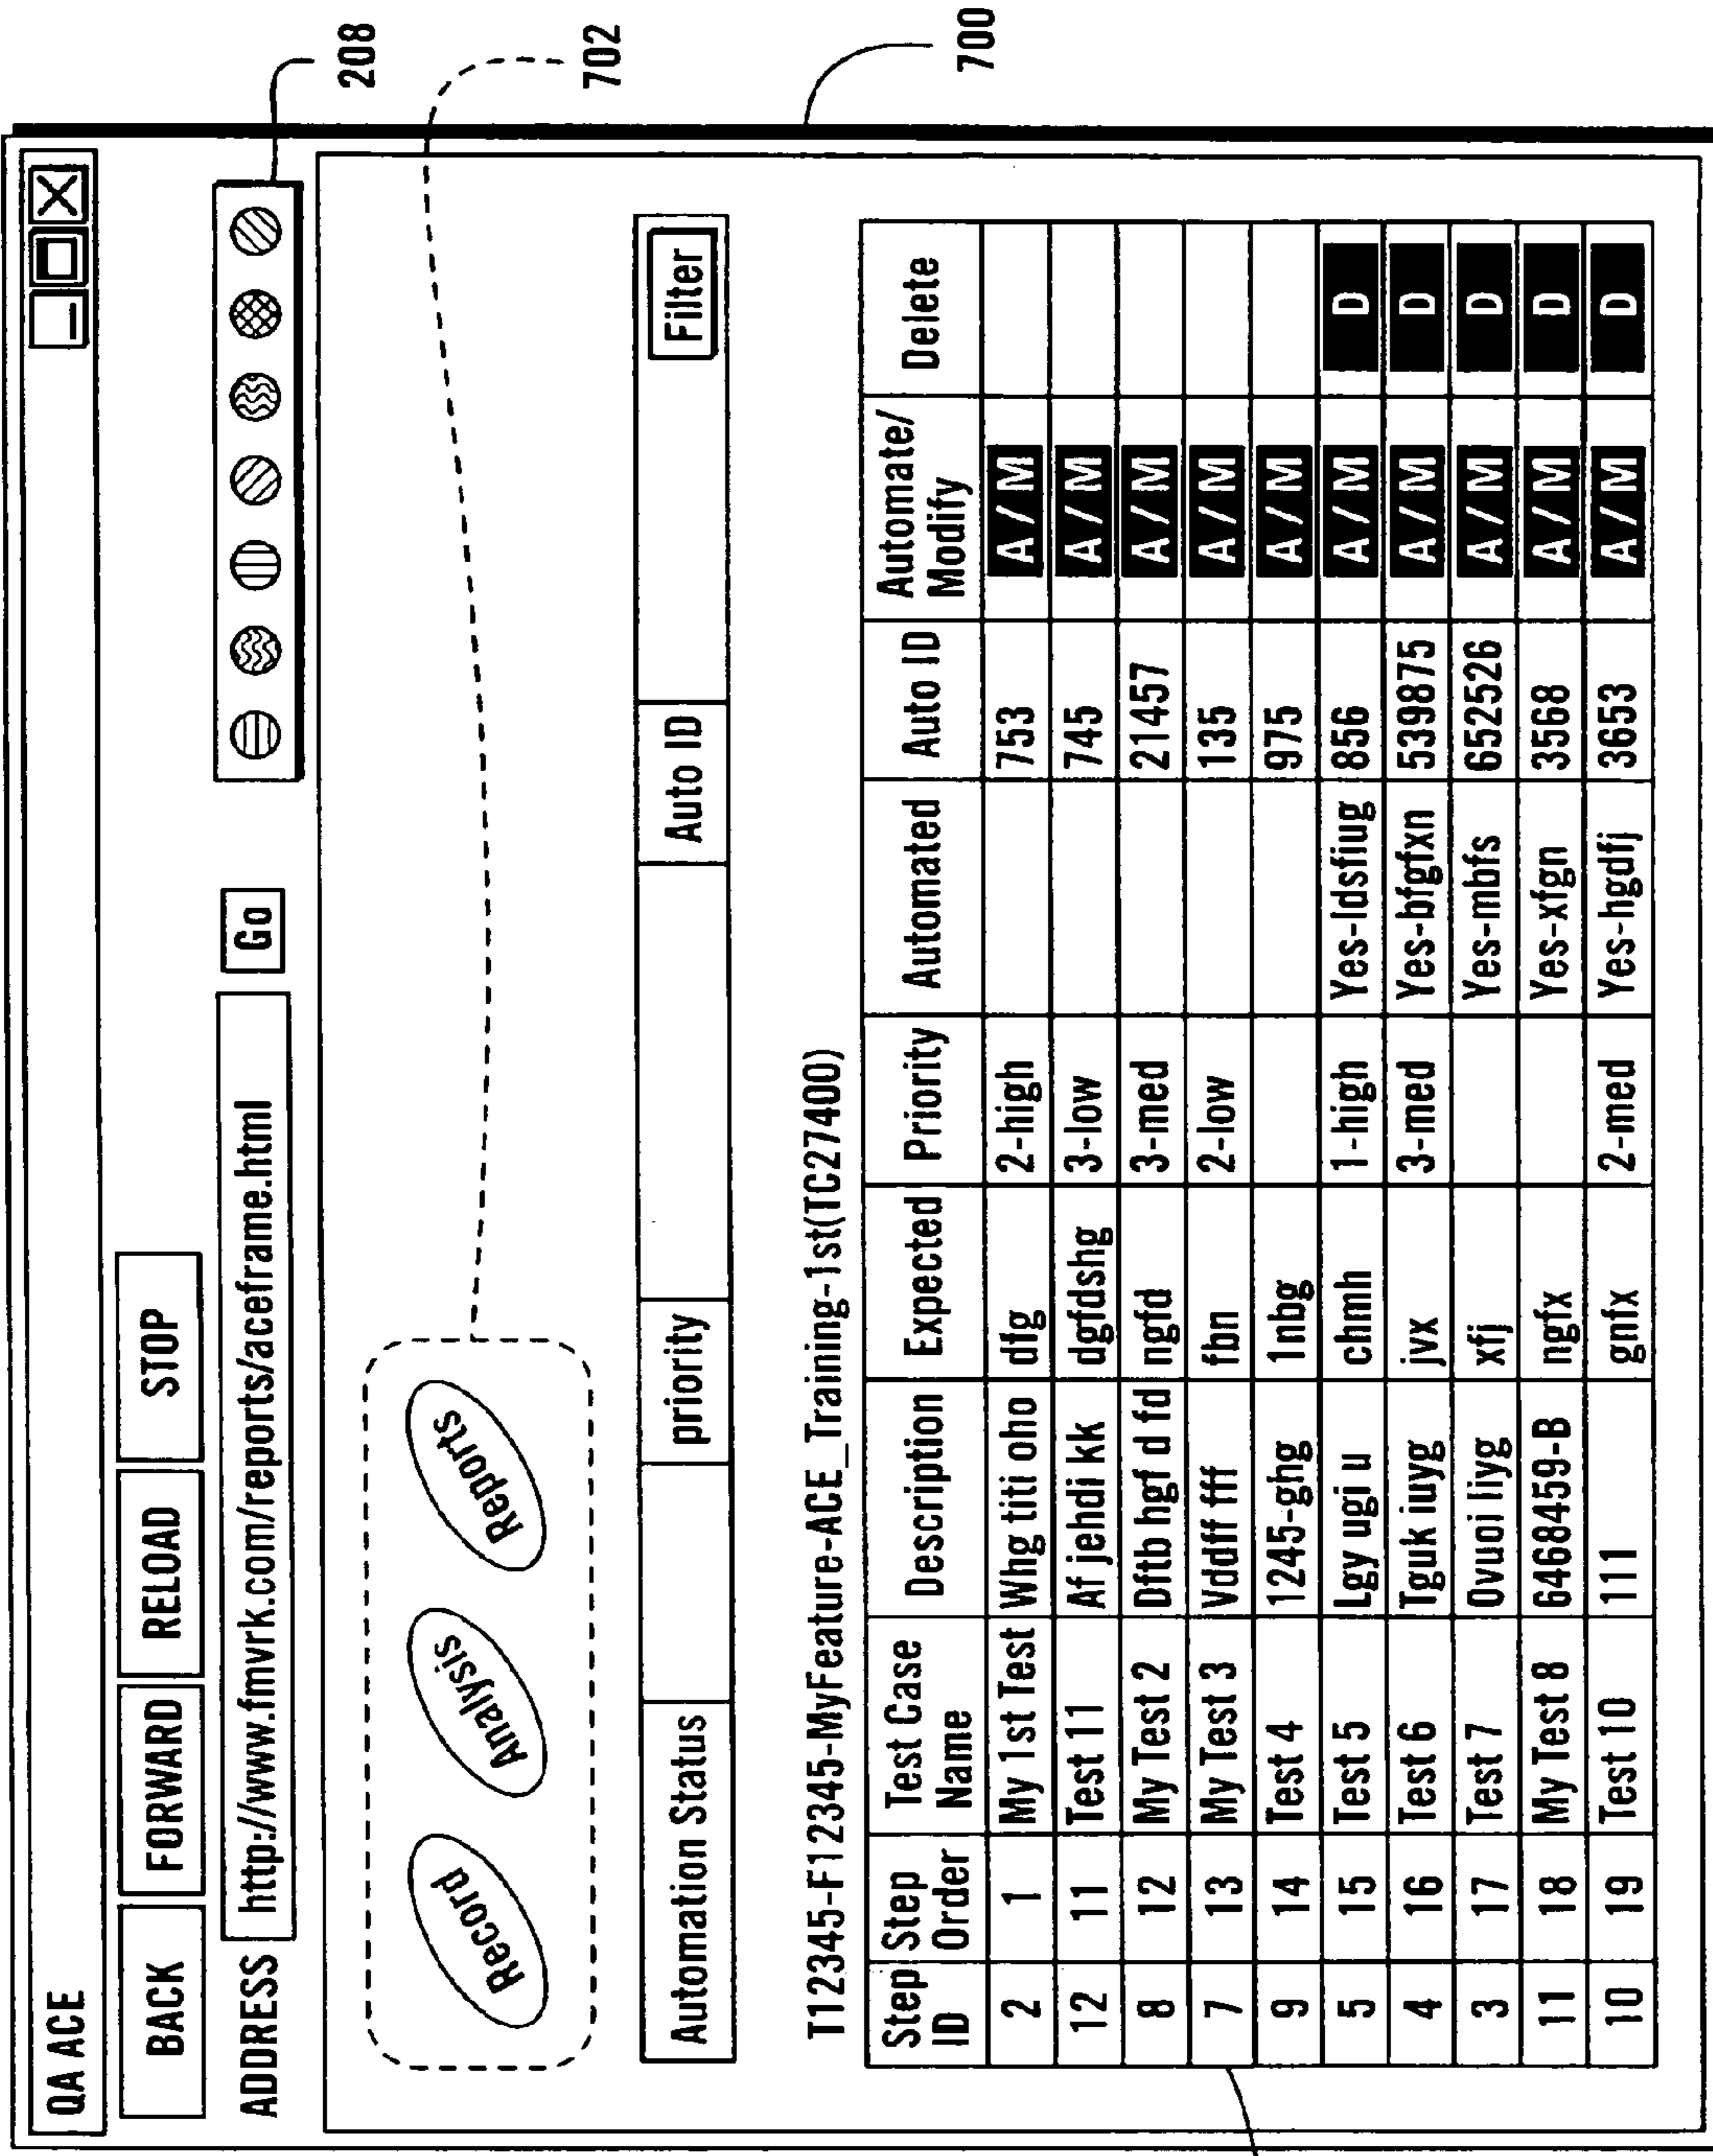 QA ACE
BACK FORWARD RELOAD STOP
ADDRESS http://www.fmvrk.com/reports/aceframe.html Go
208
Record Analysis Reports
702
Automation Status priority Auto ID Filter
700
T12345-F12345-MyFeature-ACE_Training-1st(TC27400)
Step ID Step Order Test Case Name Description Expected Priority Automated Auto ID Automate/Modify Delete
2 1 My 1st Test Whg titi oho dfg 2-high 753 A / M
12 11 Test 11 Af jehdi kk dgfdshg 3-low 745 A / M
8 12 My Test 2 Dftb hgf d fd ngfd 3-med 21457 A / M
7 13 My Test 3 Vddff fff fbn 2-low 135 A / M
9 14 Test 4 1245-ghg 1nbg 975 A / M
5 15 Test 5 Lgy ugi u chmh 1-high Yes-ldsfiug 856 A / M D
4 16 Test 6 Tguk iuyg jvx 3-med Yes-bfgfxn 539875 A / M D
3 17 Test 7 Ovuoi liyg xfj Yes-mbfs 652526 A / M D
11 18 My Test 8 6468459-B ngfx Yes-xfgn 3568 A / M D
10 19 Test 10 111 gnfx 2-med Yes-hgdfj 3653 A / M D